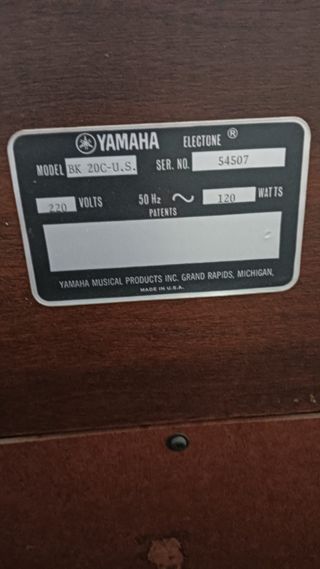 YAMAHA ELECTONE ®
MODEL BK 20C-U.S. SER. NO. 54507
220 VOLTS 50 Hz ~ 120 WATTS
PATENTS
YAMAHA MUSICAL PRODUCTS INC. GRAND RAPIDS, MICHIGAN,
MADE IN U.S.A.